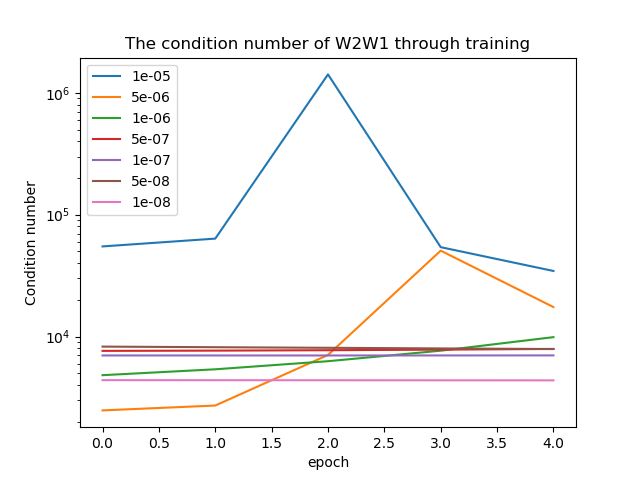 The condition number of W2W1 through training
1e-05
5e-06
1e-06
5e-07
1e-07
5e-08
1e-08
10^6
10^5
10^4
Condition number
0.0 0.5 1.0 1.5 2.0 2.5 3.0 3.5 4.0
epoch